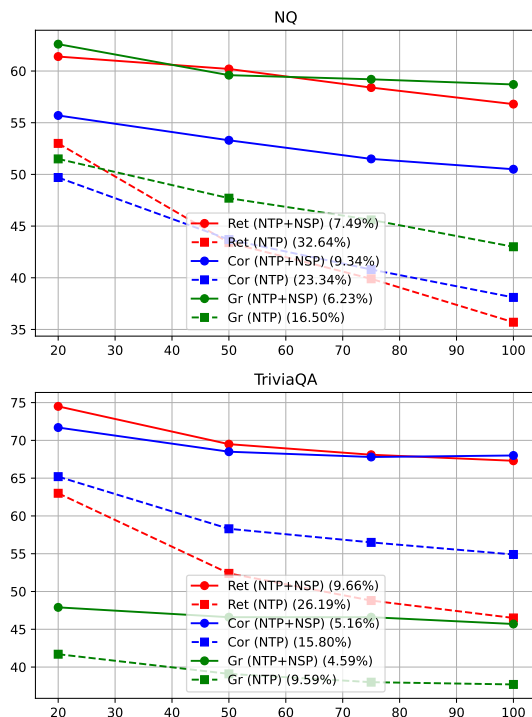 NQ
60
55
50
45
40
35
Ret (NTP+NSP) (7.49%)
Ret (NTP) (32.64%)
Cor (NTP+NSP) (9.34%)
Cor (NTP) (23.34%)
Gr (NTP+NSP) (6.23%)
Gr (NTP) (16.50%)
20 30 40 50 60 70 80 90 100
TriviaQA
75
70
65
60
55
50
45
40
Ret (NTP+NSP) (9.66%)
Ret (NTP) (26.19%)
Cor (NTP+NSP) (5.16%)
Cor (NTP) (15.80%)
Gr (NTP+NSP) (4.59%)
Gr (NTP) (9.59%)
20 30 40 50 60 70 80 90 100